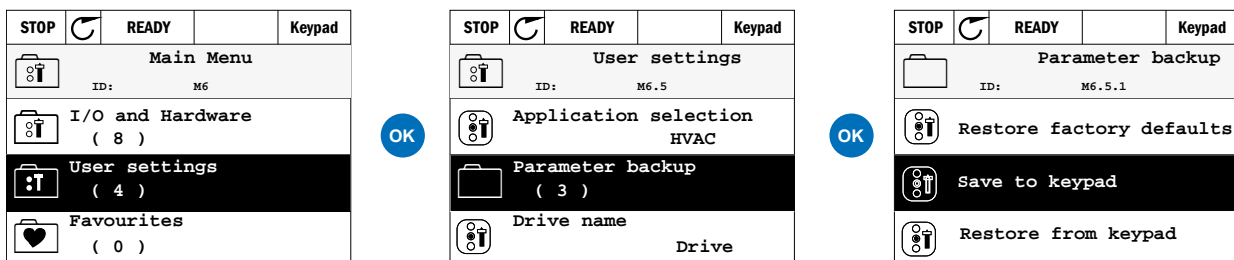 STOP READY Keypad
Main Menu
ID: M6
I/O and Hardware
( 8 )
User settings
( 4 )
Favourites
( 0 )
OK
STOP READY Keypad
User settings
ID: M6.5
Application selection
HVAC
Parameter backup
( 3 )
Drive name
Drive
OK
STOP READY Keypad
Parameter backup
ID: M6.5.1
Restore factory defaults
Save to keypad
Restore from keypad